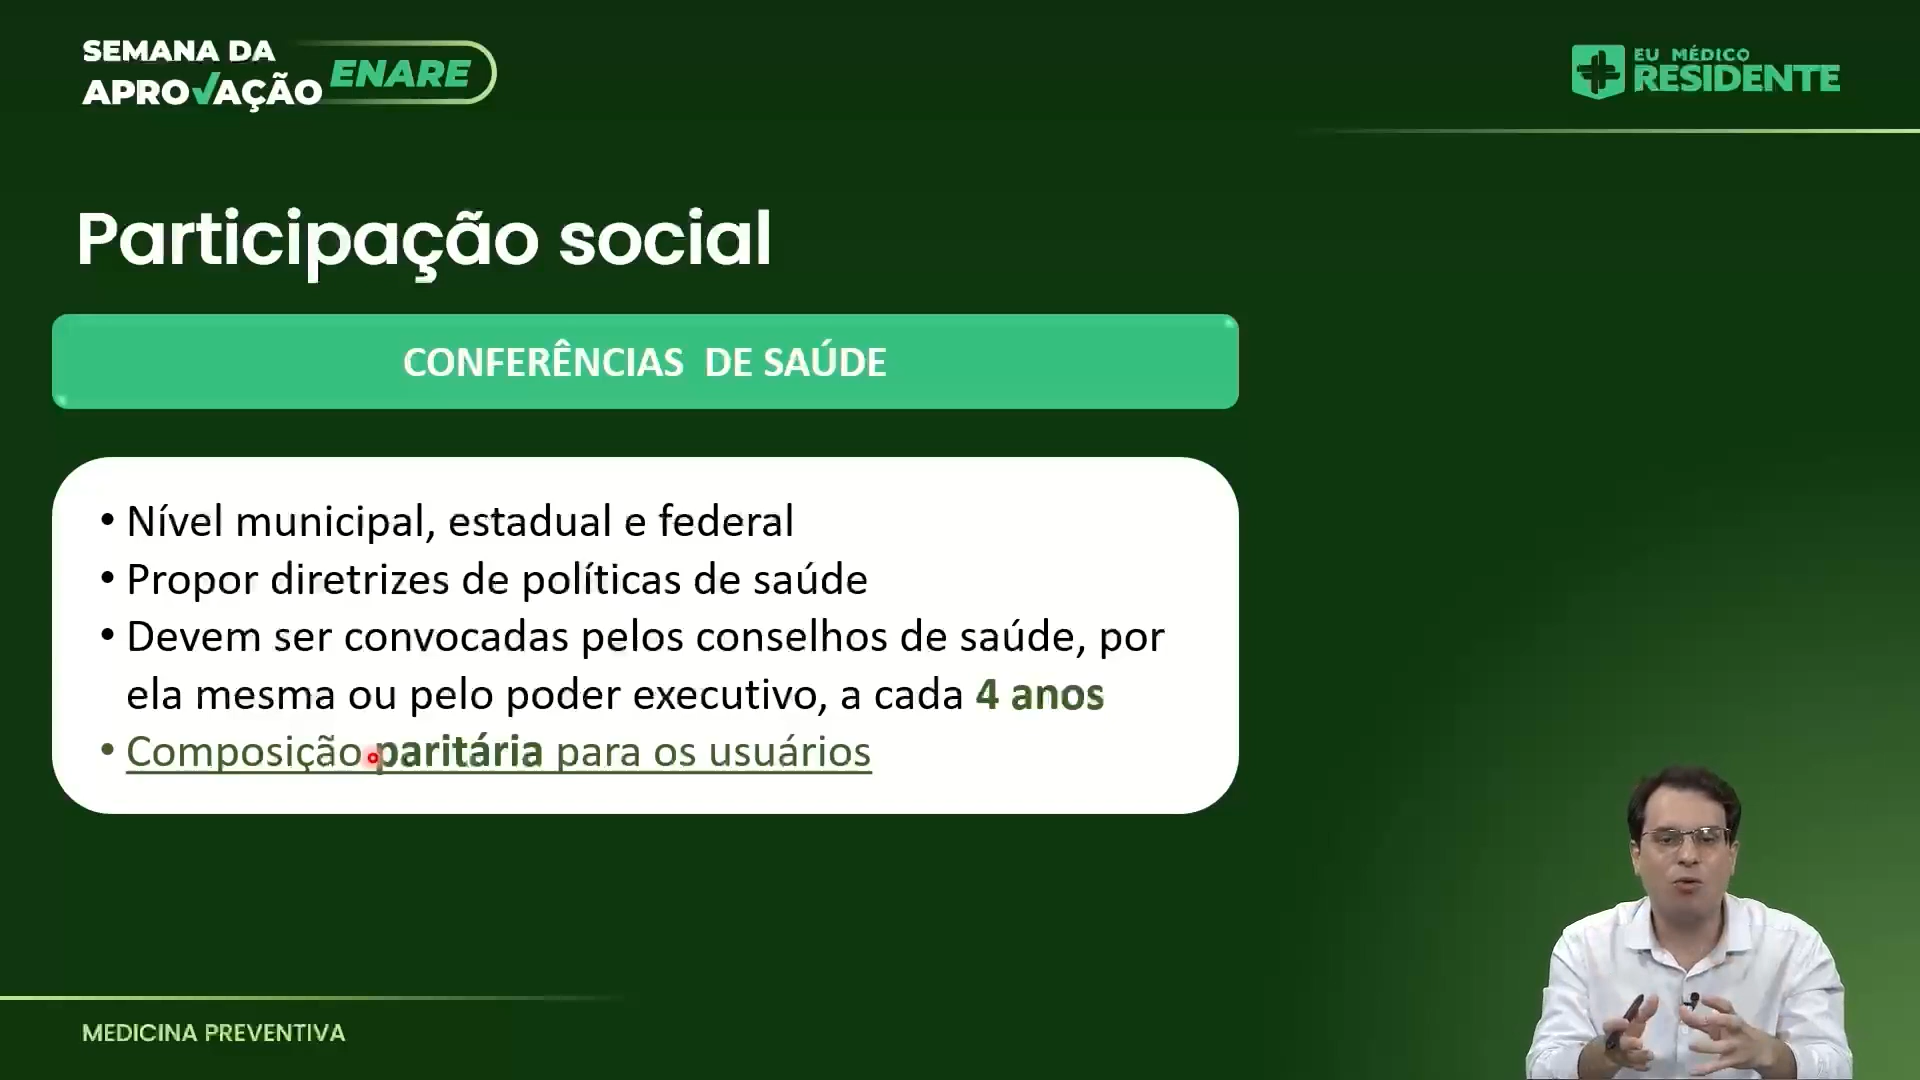 SEMANA DA
APROVAÇÃO ENARE
EU MÉDICO
RESIDENTE
Participação social
CONFERÊNCIAS DE SAÚDE
• Nível municipal, estadual e federal
• Propor diretrizes de políticas de saúde
• Devem ser convocadas pelos conselhos de saúde, por
ela mesma ou pelo poder executivo, a cada 4 anos
• Composição paritária para os usuários
MEDICINA PREVENTIVA